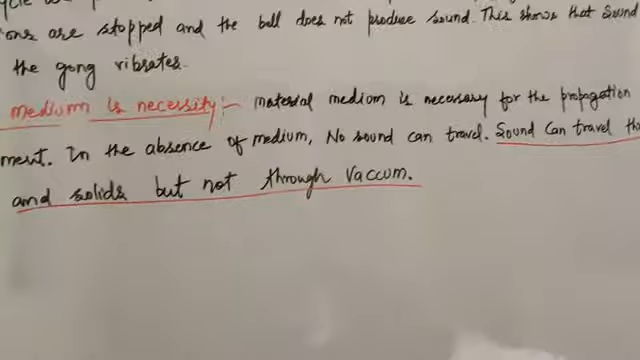 ons are stopped and the bell does not produce sound. This shows that Sound
the gong vibrates.
medium is necessity:- material medium is necessary for the propagation
ment. In the absence of medium, No sound can travel. Sound Can travel th
and solids but not through Vaccum.